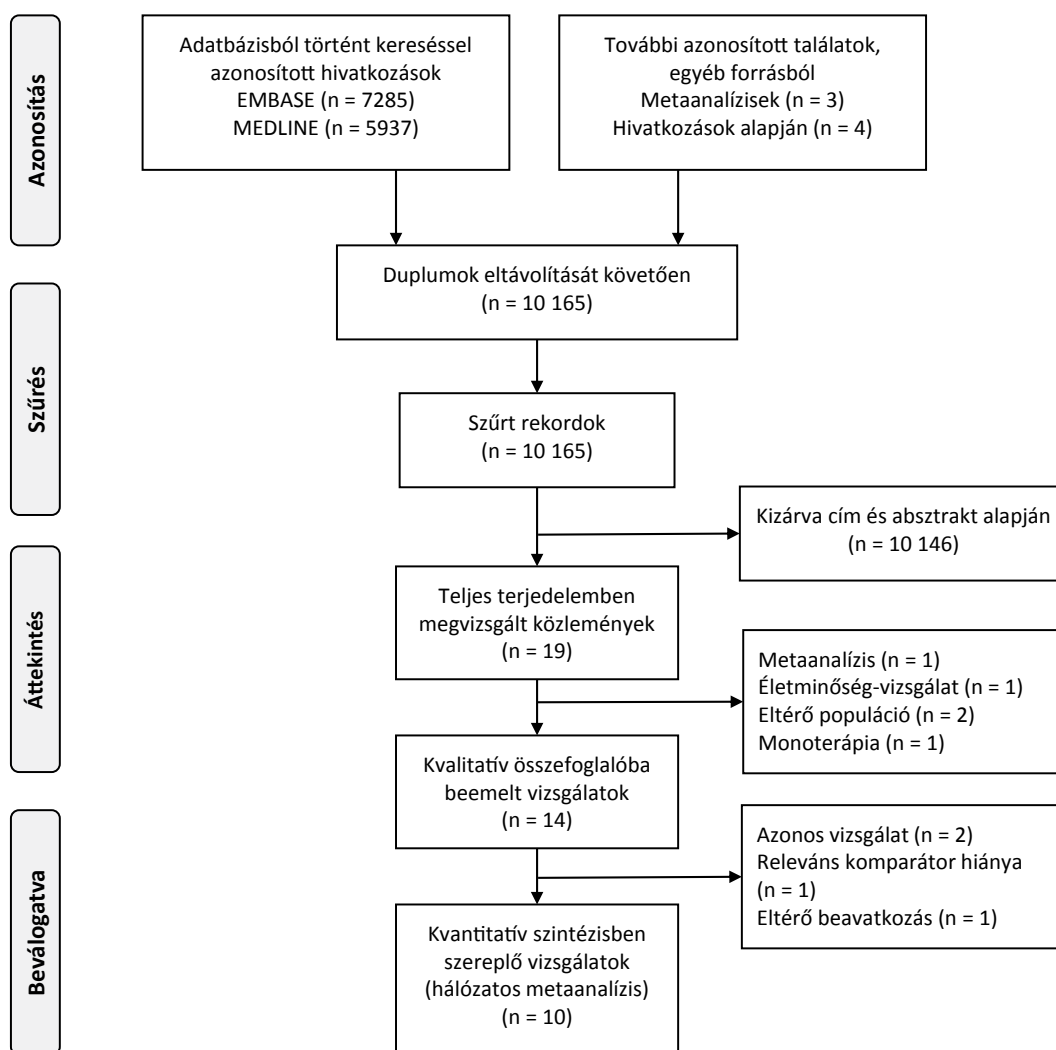 Azonosítás
Adatbázisból történt kereséssel
azonosított hivatkozások
EMBASE (n = 7285)
MEDLINE (n = 5937)
További azonosított találatok,
egyéb forrásból
Metaanalízisek (n = 3)
Hivatkozások alapján (n = 4)
Duplumok eltávolítását követően
(n = 10 165)
Szűrés
Szűrt rekordok
(n = 10 165)
Kizárva cím és absztrakt alapján
(n = 10 146)
Áttekintés
Teljes terjedelemben
megvizsgált közlemények
(n = 19)
Metaanalízis (n = 1)
Életminőség-vizsgálat (n = 1)
Eltérő populáció (n = 2)
Monoterápia (n = 1)
Kvalitatív összefoglalóba
beemelt vizsgálatok
(n = 14)
Beválogatva
Azonos vizsgálat (n = 2)
Releváns komparátor hiánya
(n = 1)
Eltérő beavatkozás (n = 1)
Kvantitatív szintézisben
szereplő vizsgálatok
(hálózatos metaanalízis)
(n = 10)